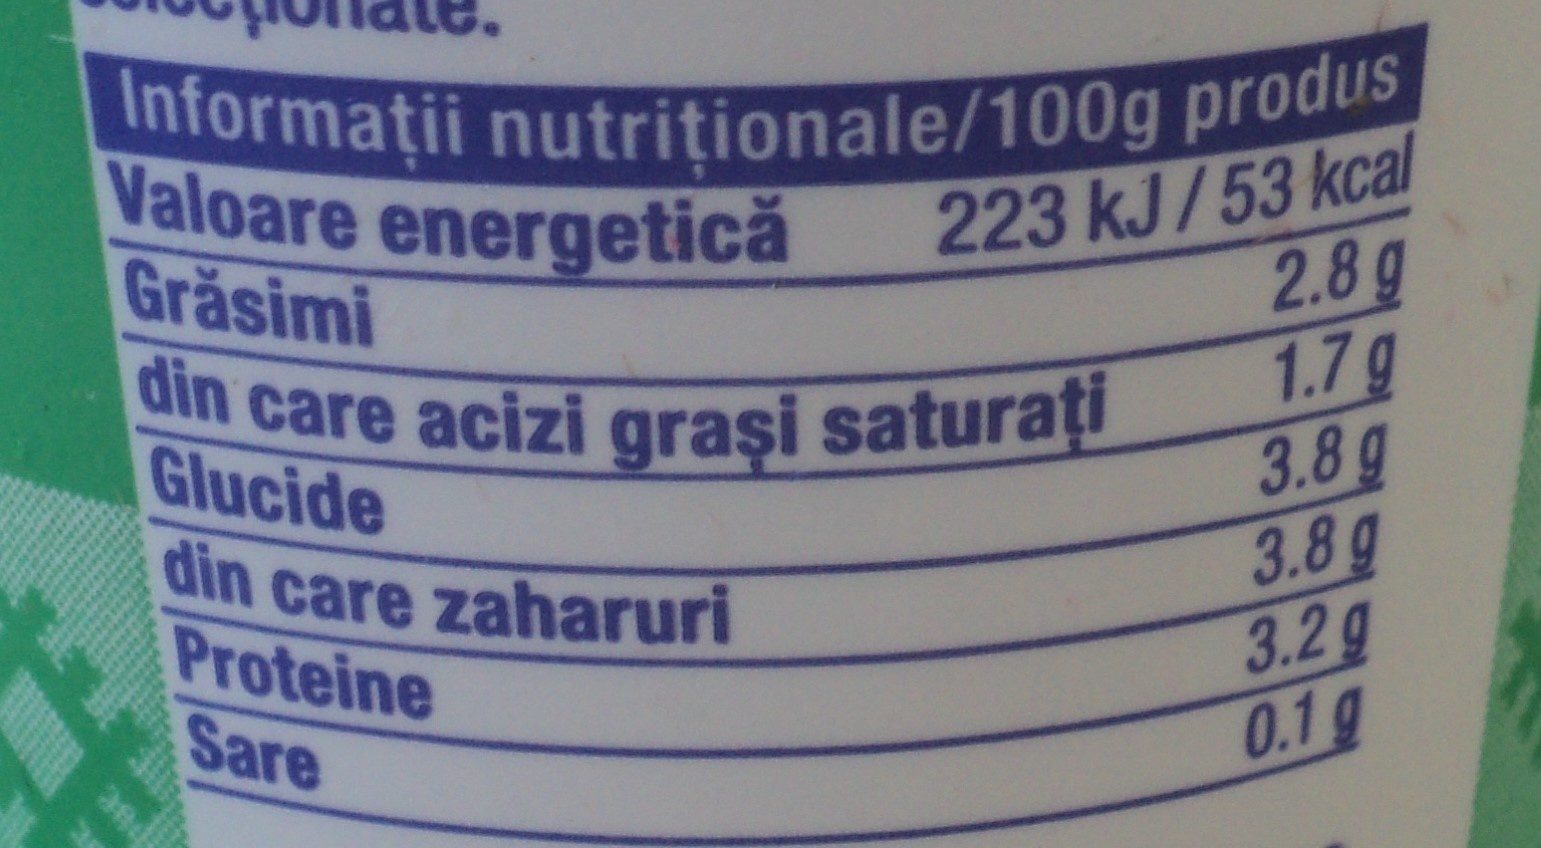 Informații nutriționale/100g produs
Valoare energetică 223 kJ / 53 kcal
Grăsimi 2.8 g
din care acizi grași saturați 1.7 g
Glucide 3.8 g
din care zaharuri 3.8 g
Proteine 3.2 g
Sare 0.1 g